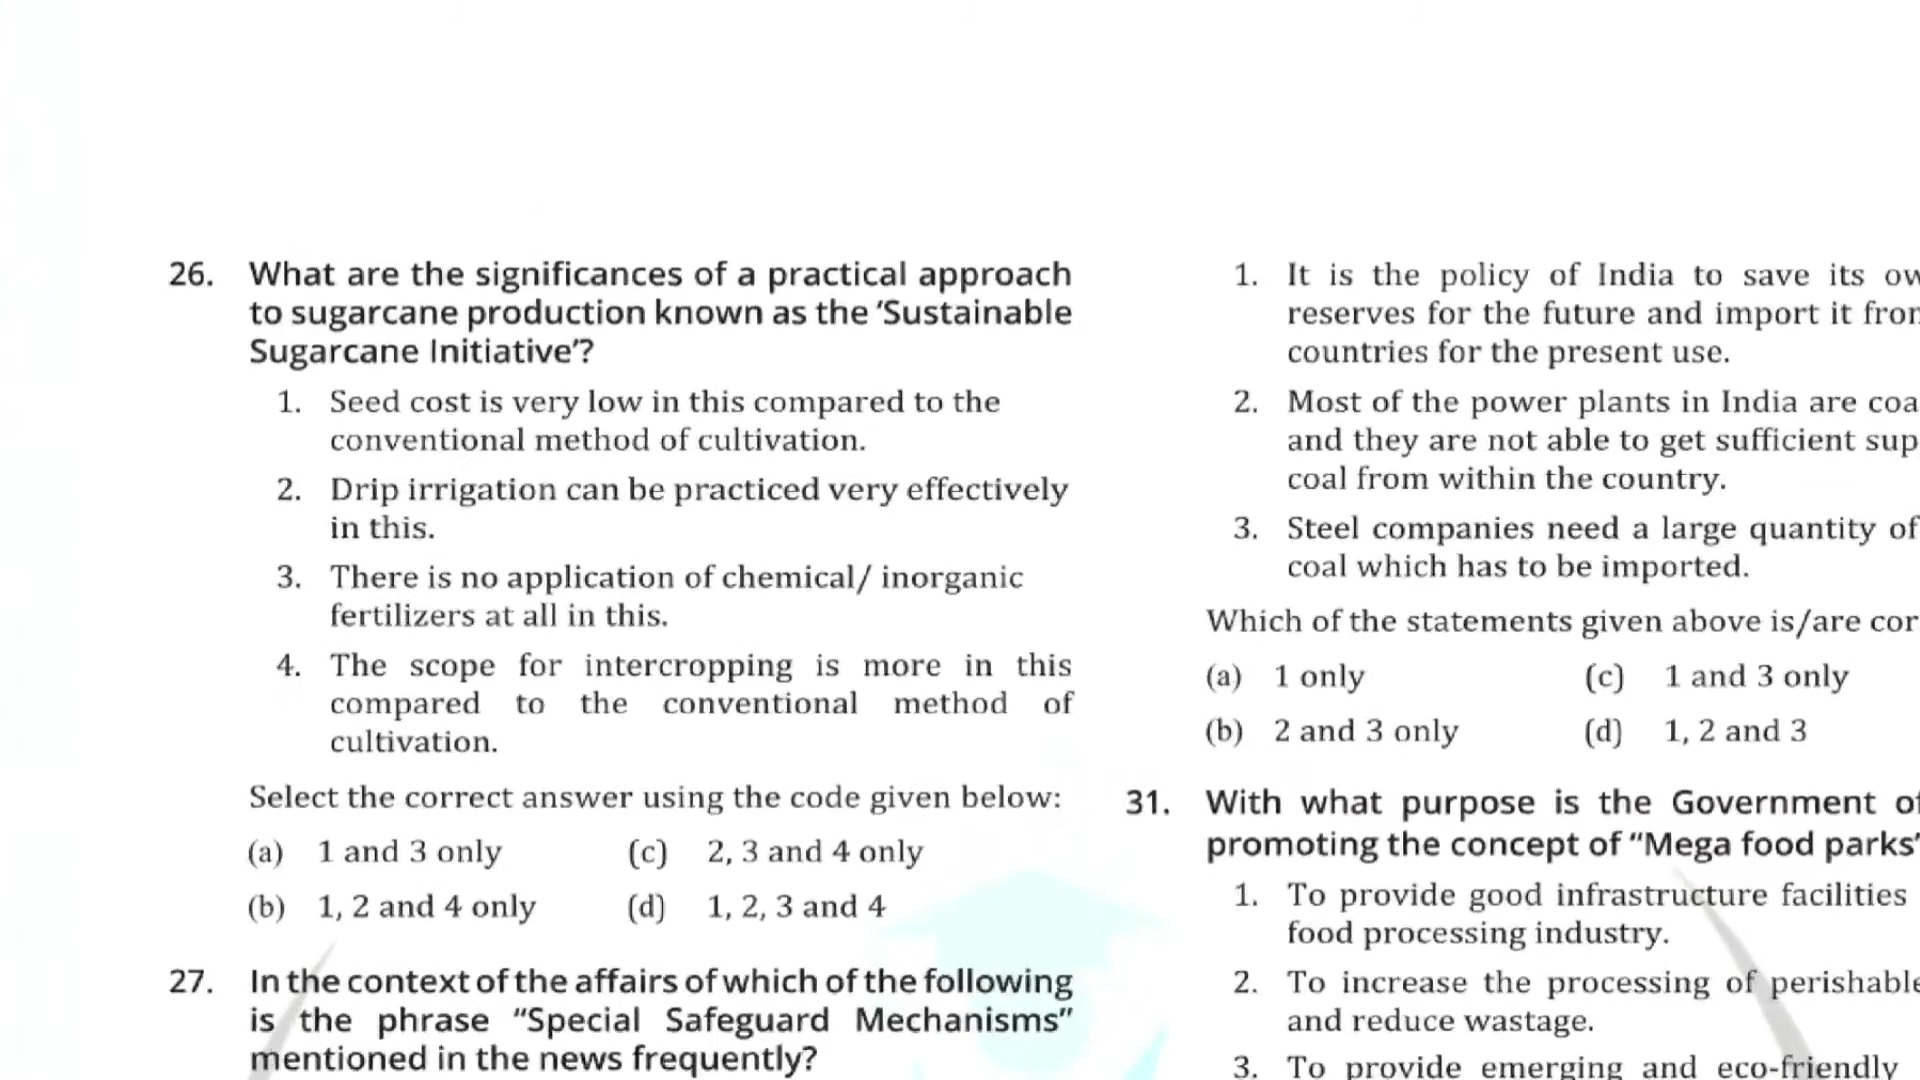 26. What are the significances of a practical approach
to sugarcane production known as the ‘Sustainable
Sugarcane Initiative’?
1. Seed cost is very low in this compared to the
conventional method of cultivation.
2. Drip irrigation can be practiced very effectively
in this.
3. There is no application of chemical/ inorganic
fertilizers at all in this.
4. The scope for intercropping is more in this
compared to the conventional method of
cultivation.
Select the correct answer using the code given below:
(a) 1 and 3 only (c) 2, 3 and 4 only
(b) 1, 2 and 4 only (d) 1, 2, 3 and 4
27. In the context of the affairs of which of the following
is the phrase “Special Safeguard Mechanisms”
mentioned in the news frequently?
1. It is the policy of India to save its
reserves for the future and import it
countries for the present use.
2. Most of the power plants in India are
and they are not able to get sufficient
coal from within the country.
3. Steel companies need a large quantity of
coal which has to be imported.
Which of the statements given above is/are
(a) 1 only (c) 1 and 3 only
(b) 2 and 3 only (d) 1, 2 and 3
31. With what purpose is the Government of
promoting the concept of “Mega food parks”
1. To provide good infrastructure facilities
food processing industry.
2. To increase the processing of perishable
and reduce wastage.
3. To provide emerging and eco-friendly